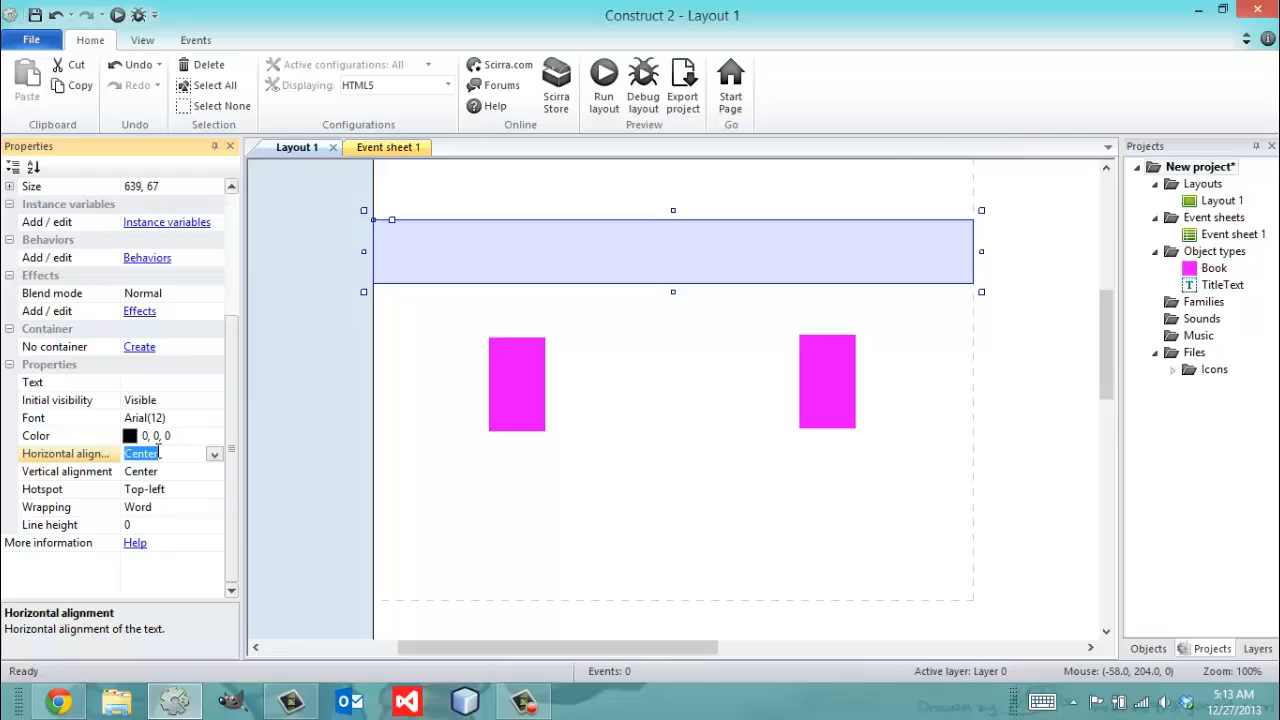 Construct 2 - Layout 1
File Home View Events
Paste Cut Copy Clipboard
Undo Redo Undo
Delete Select All Select None Selection
Active configurations: All
Displaying: HTML5
Configurations
Scirra.com Forums Help Scirra Store Online
Run layout Debug layout Export project Preview
Start Page Go
Properties
Layout 1 Event sheet 1
Size 639, 67
Instance variables
Add / edit Instance variables
Behaviors
Add / edit Behaviors
Effects
Blend mode Normal
Add / edit Effects
Container
No container Create
Properties
Text
Initial visibility Visible
Font Arial(12)
Color 0, 0, 0
Horizontal align... Center
Vertical alignment Center
Hotspot Top-left
Wrapping Word
Line height 0
More information Help
Horizontal alignment
Horizontal alignment of the text.
Projects
New project*
Layouts
Layout 1
Event sheets
Event sheet 1
Object types
Book
T TitleText
Families
Sounds
Music
Files
Icons
Objects Projects Layers
Ready Events: 0 Active layer: Layer 0 Mouse: (-58.0, 204.0, 0) Zoom: 100%
5:13 AM
12/27/2013